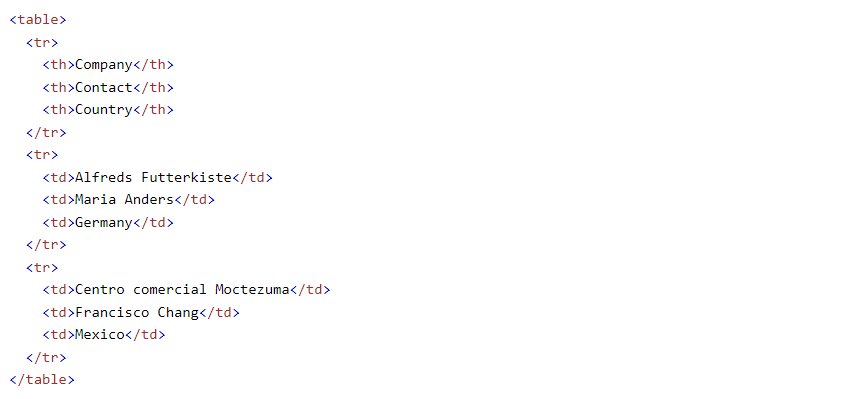 <table>
  <tr>
    <th>Company</th>
    <th>Contact</th>
    <th>Country</th>
  </tr>
  <tr>
    <td>Alfreds Futterkiste</td>
    <td>Maria Anders</td>
    <td>Germany</td>
  </tr>
  <tr>
    <td>Centro comercial Moctezuma</td>
    <td>Francisco Chang</td>
    <td>Mexico</td>
  </tr>
</table>